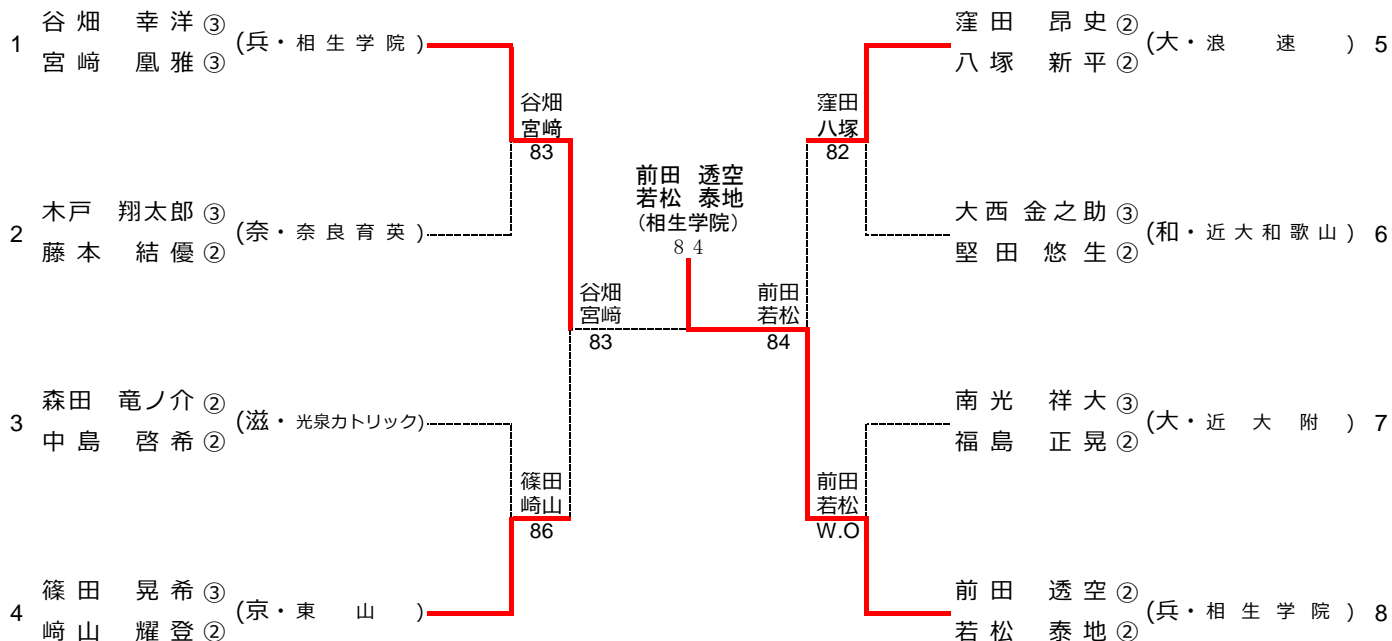 1 谷畑 幸洋 ③ (兵・相生学院)
宮﨑 凰雅 ③
2 木戸 翔太郎 ③ (奈・奈良育英)
藤本 結優 ②
3 森田 竜ノ介 ② (滋・光泉カトリック)
中島 啓希 ②
4 篠田 晃希 ③ (京・東山)
﨑山 耀登 ②
谷畑
宮﨑
83
篠田
﨑山
86
谷畑
宮﨑
83
前田 透空
若松 泰地
(相生学院)
8 4
前田
若松
84
窪田
八塚
82
前田
若松
W.O
窪田 昂史 ② (大・浪速) 5
八塚 新平 ②
大西 金之助 ③ (和・近大和歌山) 6
堅田 悠生 ②
南光 祥大 ③ (大・近大附) 7
福島 正晃 ②
前田 透空 ② (兵・相生学院) 8
若松 泰地 ②